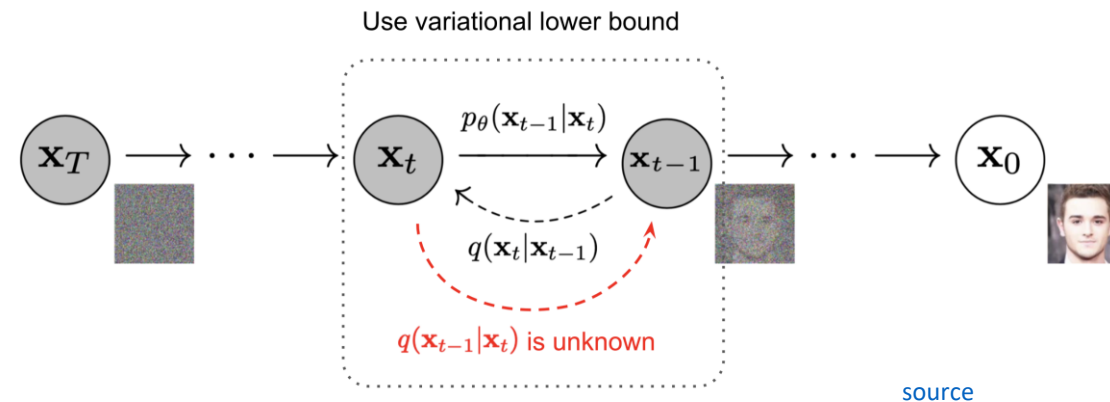 Use variational lower bound
p_θ(x_{t−1}|x_t)
x_T → ··· → x_t x_{t−1} → ··· → x_0
q(x_t|x_{t−1})
q(x_{t−1}|x_t) is unknown
source